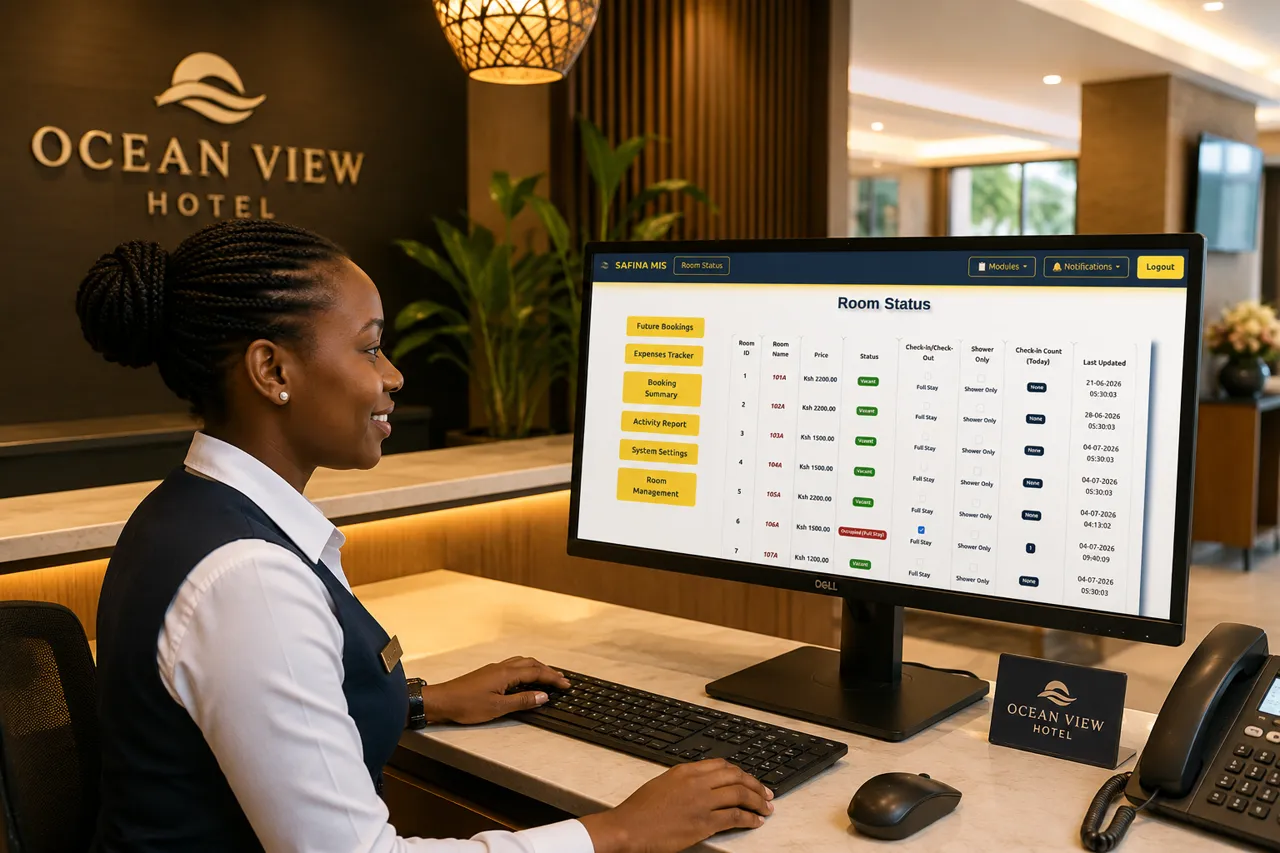 OCEAN VIEW
HOTEL
SAFINA MIS
Room Status
Modules
Notifications
Logout
Room Status
Future Bookings
Expenses Tracker
Booking
Summary
Activity Report
System Settings
Room
Management
Room ID Room Name Price Status Check-in/Check-Out Shower Only Check-in Count (Today) Last Updated
1 101A Ksh 2200.00 Vacant Full Stay Shower Only None 21-06-2026 05:30:03
2 102A Ksh 2200.00 Vacant Full Stay Shower Only None 28-06-2026 05:30:03
3 103A Ksh 1500.00 Vacant Full Stay Shower Only None 04-07-2026 05:30:03
4 104A Ksh 1500.00 Vacant Full Stay Shower Only None 04-07-2026 05:30:03
5 105A Ksh 2200.00 Vacant Full Stay Shower Only None 04-07-2026 04:13:02
6 106A Ksh 1500.00 Occupied (Full Stay) Full Stay Shower Only 1 04-07-2026 09:40:09
7 107A Ksh 1200.00 Vacant Full Stay Shower Only None 04-07-2026 05:30:03
DELL
OCEAN VIEW
HOTEL